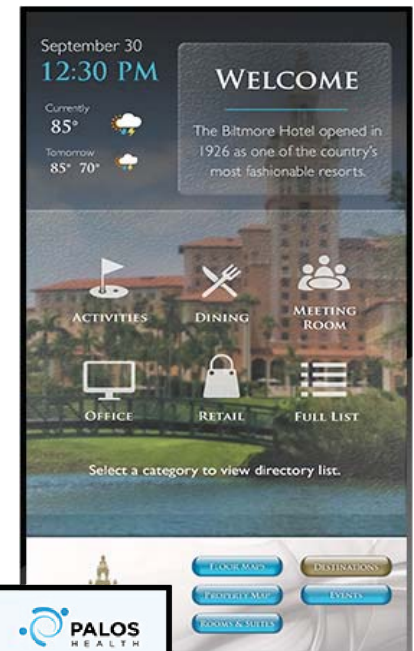 September 30
12:30 PM
Currently
85°
Tomorrow
85° 70°
WELCOME
The Biltmore Hotel opened in
1926 as one of the country's
most fashionable resorts.
ACTIVITIES
DINING
MEETING
ROOM
OFFICE
RETAIL
FULL LIST
Select a category to view directory list.
FLOOR MAPS
DESTINATIONS
PROPERTY MAP
EVENTS
ROOMS & SUITES
PALOS
HEALTH